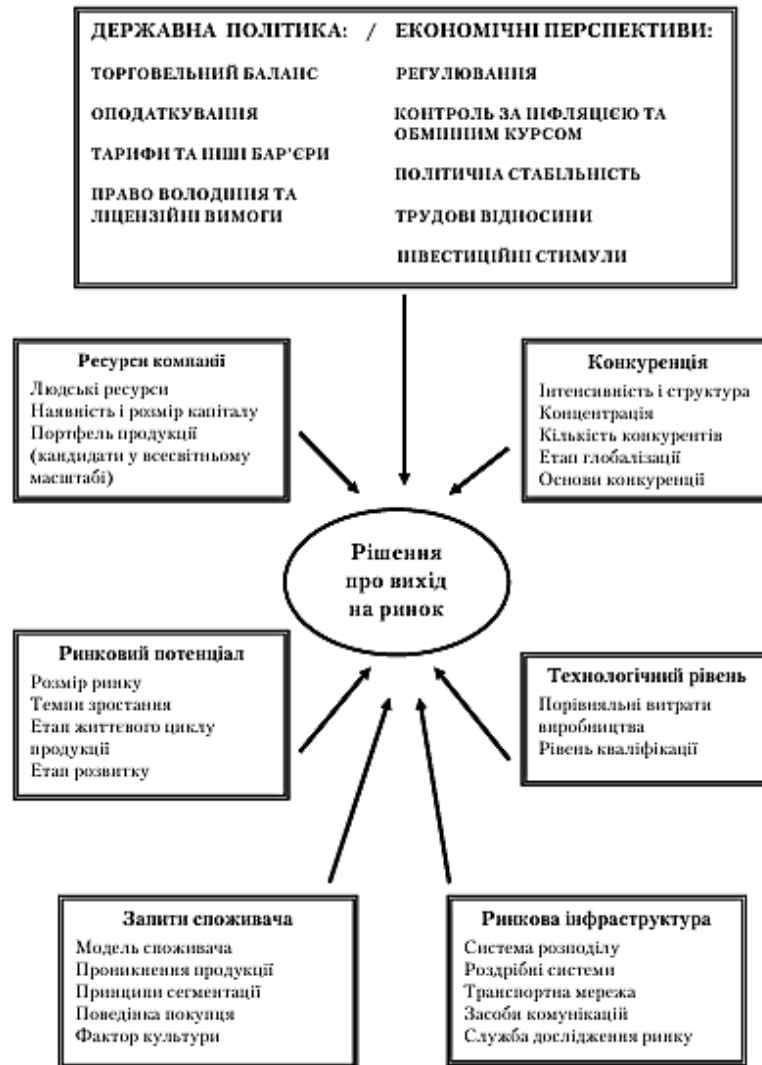 ДЕРЖАВНА ПОЛІТИКА: / ЕКОНОМІЧНІ ПЕРСПЕКТИВИ:
ТОРГОВЕЛЬНИЙ БАЛАНС
ОПОДАТКУВАННЯ
ТАРИФИ ТА ІНШІ БАР’ЄРИ
ПРАВО ВОЛОДІННЯ ТА
ЛІЦЕНЗІЙНІ ВИМОГИ
РЕГУЛЮВАННЯ
КОНТРОЛЬ ЗА ІНФЛЯЦІЄЮ ТА
ОБМІННИМ КУРСОМ
ПОЛІТИЧНА СТАБІЛЬНІСТЬ
ТРУДОВІ ВІДНОСИНИ
ІНВЕСТИЦІЙНІ СТИМУЛИ
Ресурси компанії
Людські ресурси
Наявність і розмір капіталу
Портфель продукції
(кандидати у всесвітньому
масштабі)
Конкуренція
Інтенсивність і структура
Концентрація
Кількість конкурентів
Етап глобалізації
Основи конкуренції
Рішення
про вихід
на ринок
Ринковий потенціал
Розмір ринку
Темпи зростання
Етап життєвого циклу
продукції
Етап розвитку
Технологічний рівень
Порівняльні витрати
виробництва
Рівень кваліфікації
Запити споживача
Модель споживача
Проникнення продукції
Принципи сегментації
Поведінка покупця
Фактор культури
Ринкова інфраструктура
Система розподілу
Роздрібні системи
Транспортна мережа
Засоби комунікацій
Служба дослідження ринку